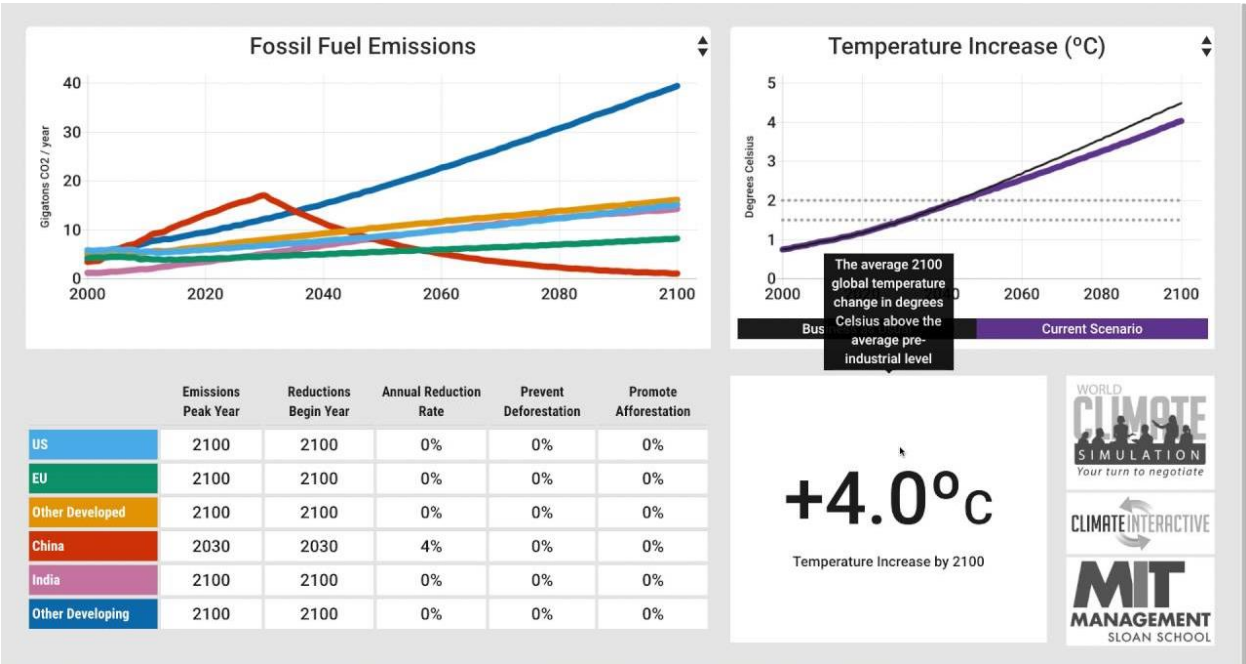 Fossil Fuel Emissions
Gigatons CO2 / year
40
30
20
10
0
2000 2020 2040 2060 2080 2100
Temperature Increase (ºC)
Degrees Celsius
5
4
3
2
1
0
2000 2060 2080 2100
The average 2100
global temperature
change in degrees
Celsius above the
average pre-
industrial level
Current Scenario
Emissions Peak Year Reductions Begin Year Annual Reduction Rate Prevent Deforestation Promote Afforestation
US 2100 2100 0% 0% 0%
EU 2100 2100 0% 0% 0%
Other Developed 2100 2100 0% 0% 0%
China 2030 2030 4% 0% 0%
India 2100 2100 0% 0% 0%
Other Developing 2100 2100 0% 0% 0%
+4.0ºC
Temperature Increase by 2100
WORLD
CLIMATE
SIMULATION
Your turn to negotiate
CLIMATE INTERACTIVE
MIT
MANAGEMENT
SLOAN SCHOOL